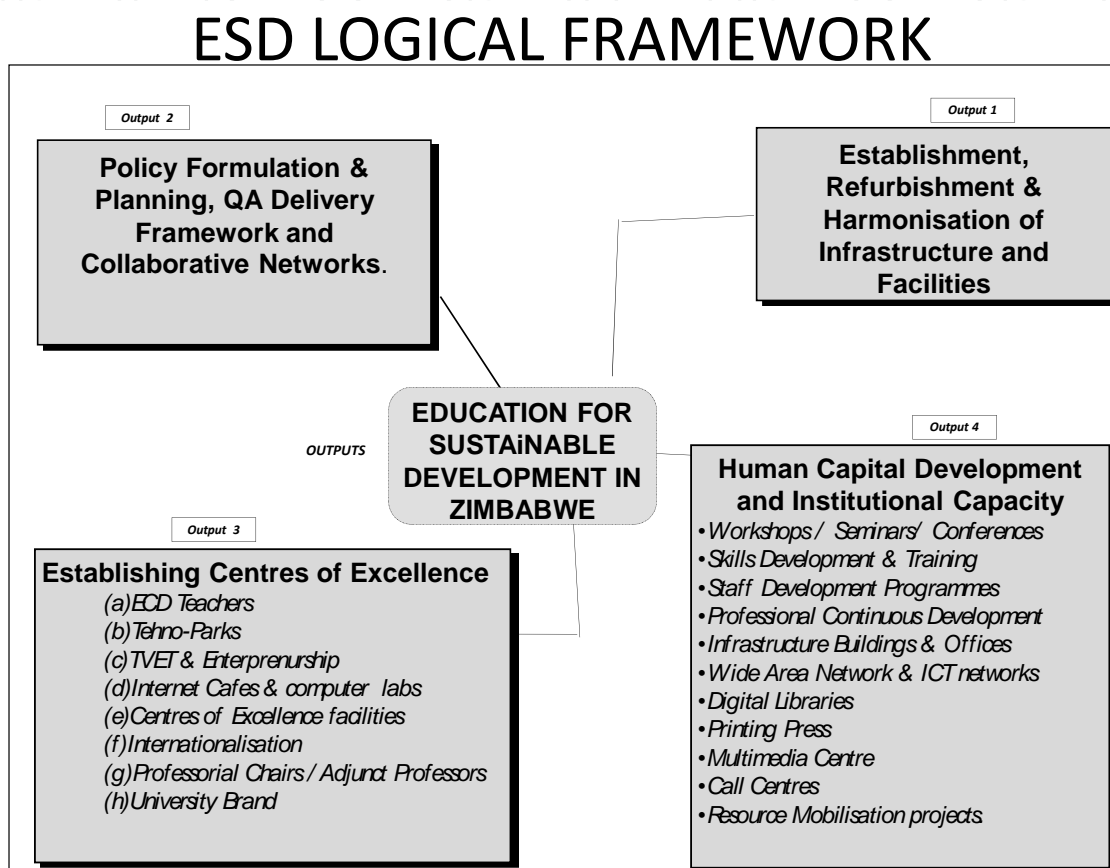 ESD LOGICAL FRAMEWORK
Output 2
Policy Formulation &
Planning, QA Delivery
Framework and
Collaborative Networks.
Output 1
Establishment,
Refurbishment &
Harmonisation of
Infrastructure and
Facilities
OUTPUTS
EDUCATION FOR
SUSTAiNABLE
DEVELOPMENT IN
ZIMBABWE
Output 3
Establishing Centres of Excellence
(a)ECD Teachers
(b)Tehno-Parks
(c)TVET & Enterprenurship
(d)Internet Cafes & computer labs
(e)Centres of Excellence facilities
(f)Internationalisation
(g)Professorial Chairs / Adjunct Professors
(h)University Brand
Output 4
Human Capital Development
and Institutional Capacity
•Workshops / Seminars/ Conferences
•Skills Development & Training
•Staff Development Programmes
•Professional Continuous Development
•Infrastructure Buildings & Offices
•Wide Area Network & ICT networks
•Digital Libraries
•Printing Press
•Multimedia Centre
•Call Centres
•Resource Mobilisation projects.